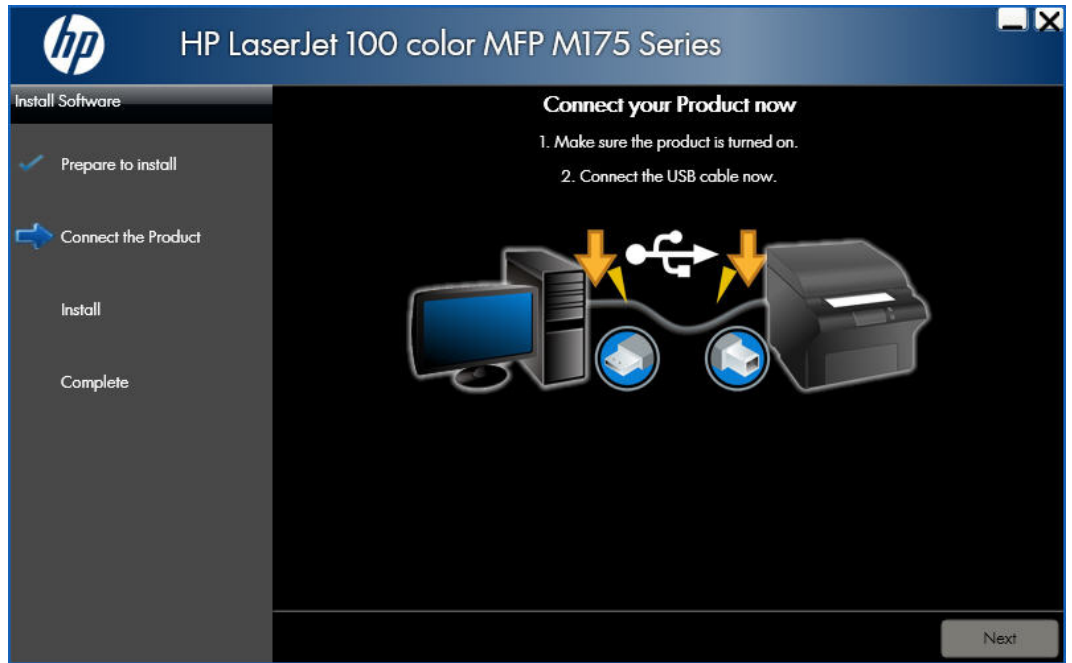 hp
HP LaserJet 100 color MFP M175 Series
Install Software
Prepare to install
Connect the Product
Install
Complete
Connect your Product now
1. Make sure the product is turned on.
2. Connect the USB cable now.
Next